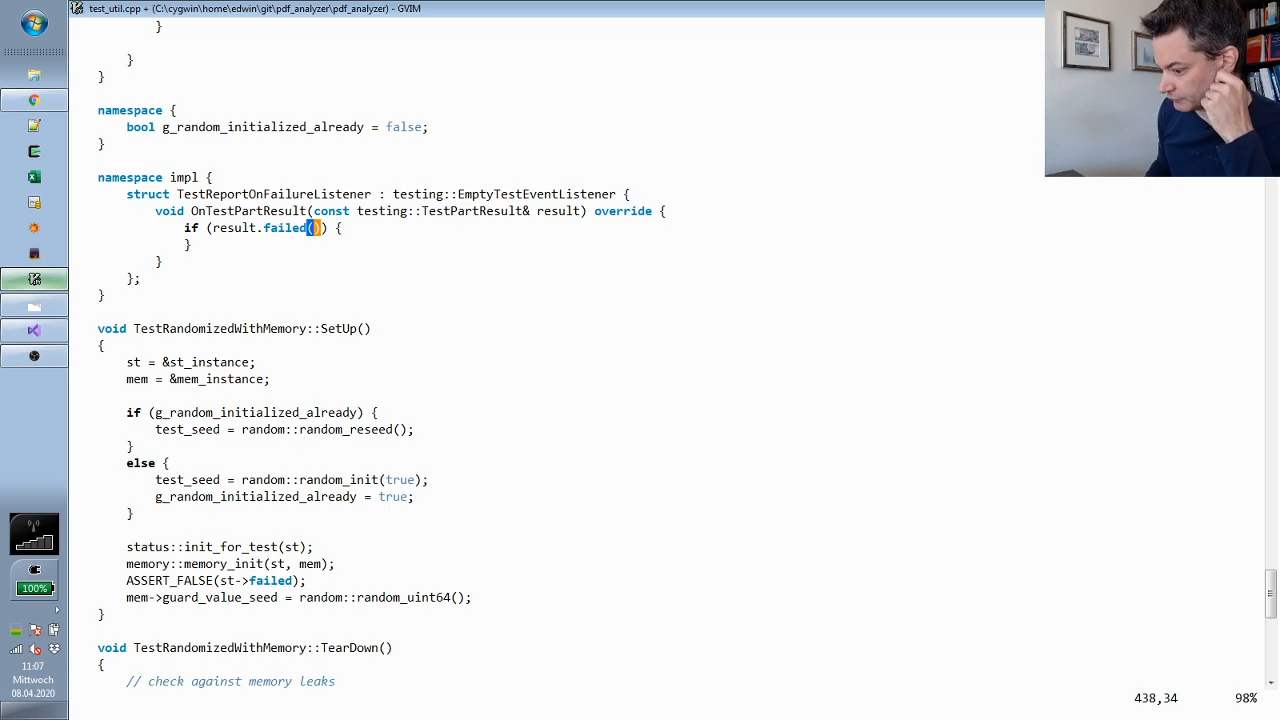 test_util.cpp + (C:\cygwin\home\edwin\git\pdf_analyzer\pdf_analyzer) - GVIM
}
}
}
namespace {
bool g_random_initialized_already = false;
}
namespace impl {
struct TestReportOnFailureListener : testing::EmptyTestEventListener {
void OnTestPartResult(const testing::TestPartResult& result) override {
if (result.failed()) {
}
}
};
}
void TestRandomizedWithMemory::SetUp()
{
st = &st_instance;
mem = &mem_instance;
if (g_random_initialized_already) {
test_seed = random::random_reseed();
}
else {
test_seed = random::random_init(true);
g_random_initialized_already = true;
}
status::init_for_test(st);
memory::memory_init(st, mem);
ASSERT_FALSE(st->failed);
mem->guard_value_seed = random::random_uint64();
}
void TestRandomizedWithMemory::TearDown()
{
// check against memory leaks
438,34 98%
100%
11:07
Mittwoch
08.04.2020